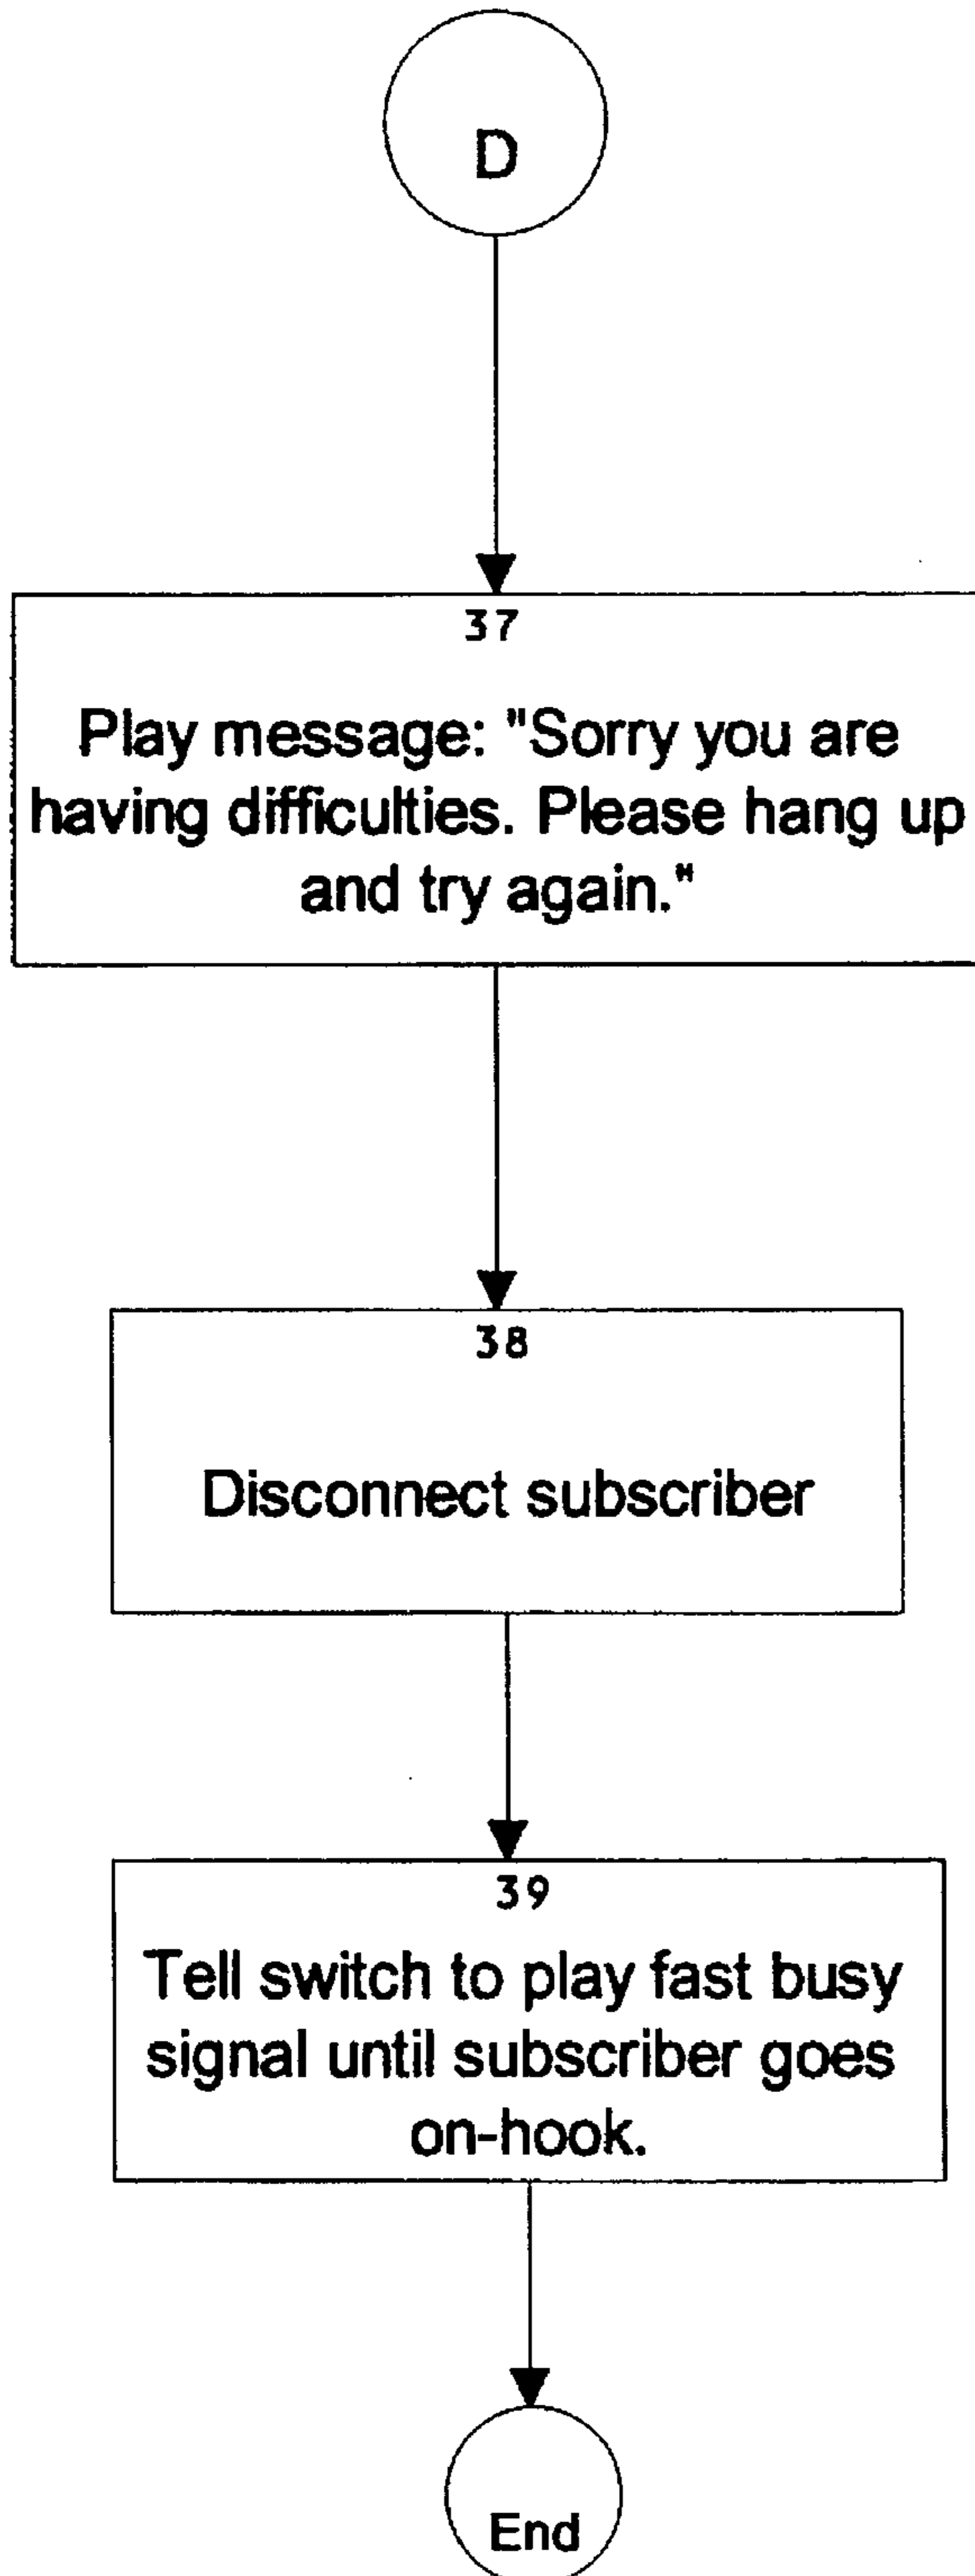 D
37
Play message: "Sorry you are
having difficulties. Please hang up
and try again."
38
Disconnect subscriber
39
Tell switch to play fast busy
signal until subscriber goes
on-hook.
End